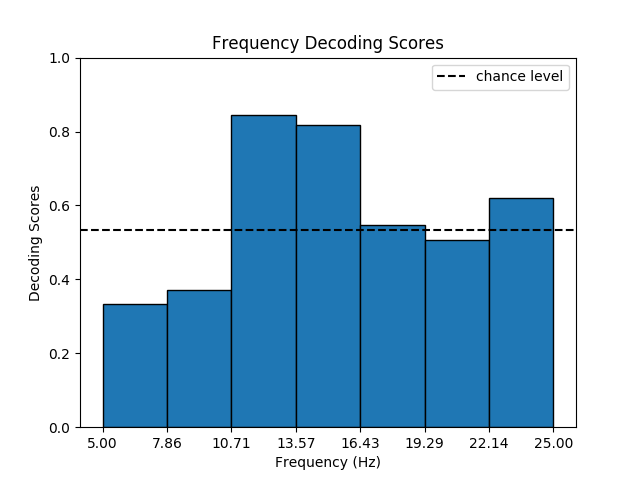 Frequency Decoding Scores
chance level
Decoding Scores
1.0
0.8
0.6
0.4
0.2
0.0
5.00 7.86 10.71 13.57 16.43 19.29 22.14 25.00
Frequency (Hz)